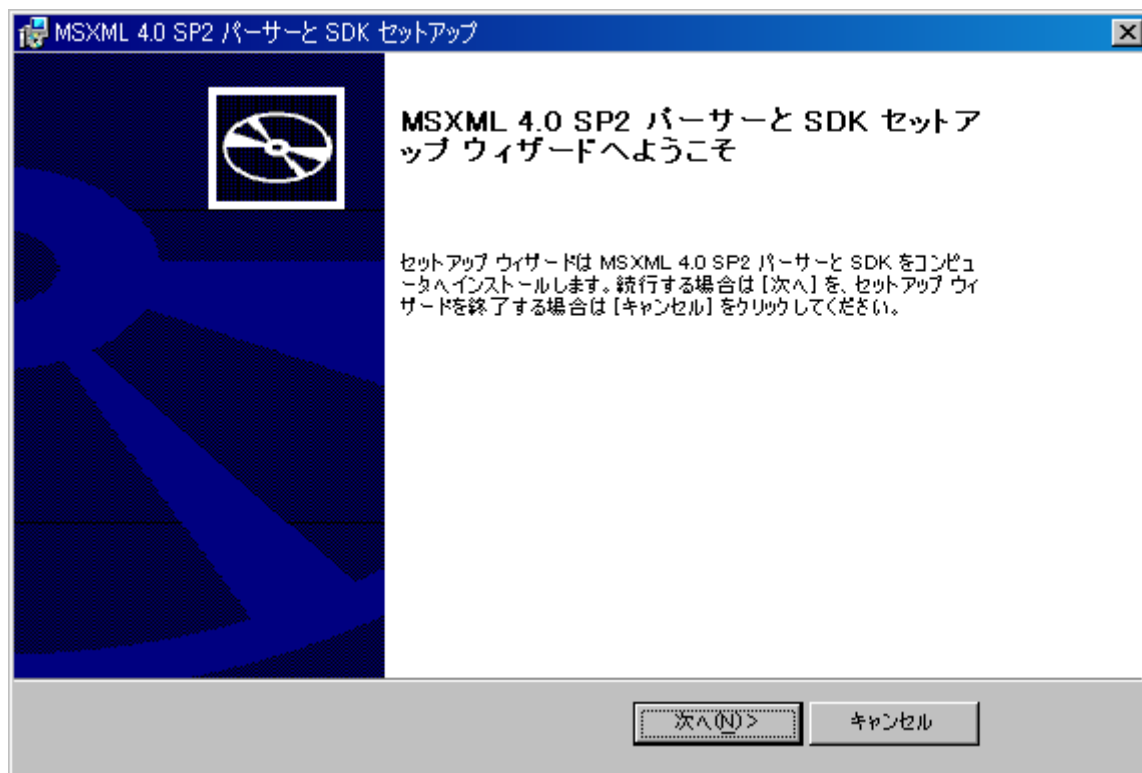 MSXML 4.0 SP2 パーサーと SDK セットアップ
MSXML 4.0 SP2 パーサーと SDK セットア
ップ ウィザードへようこそ
セットアップ ウィザードは MSXML 4.0 SP2 パーサーと SDK をコンピュ
ータへインストールします。続行する場合は [次へ] を、セットアップ ウィ
ザードを終了する場合は [キャンセル] をクリックしてください。
次へ(N) >
キャンセル